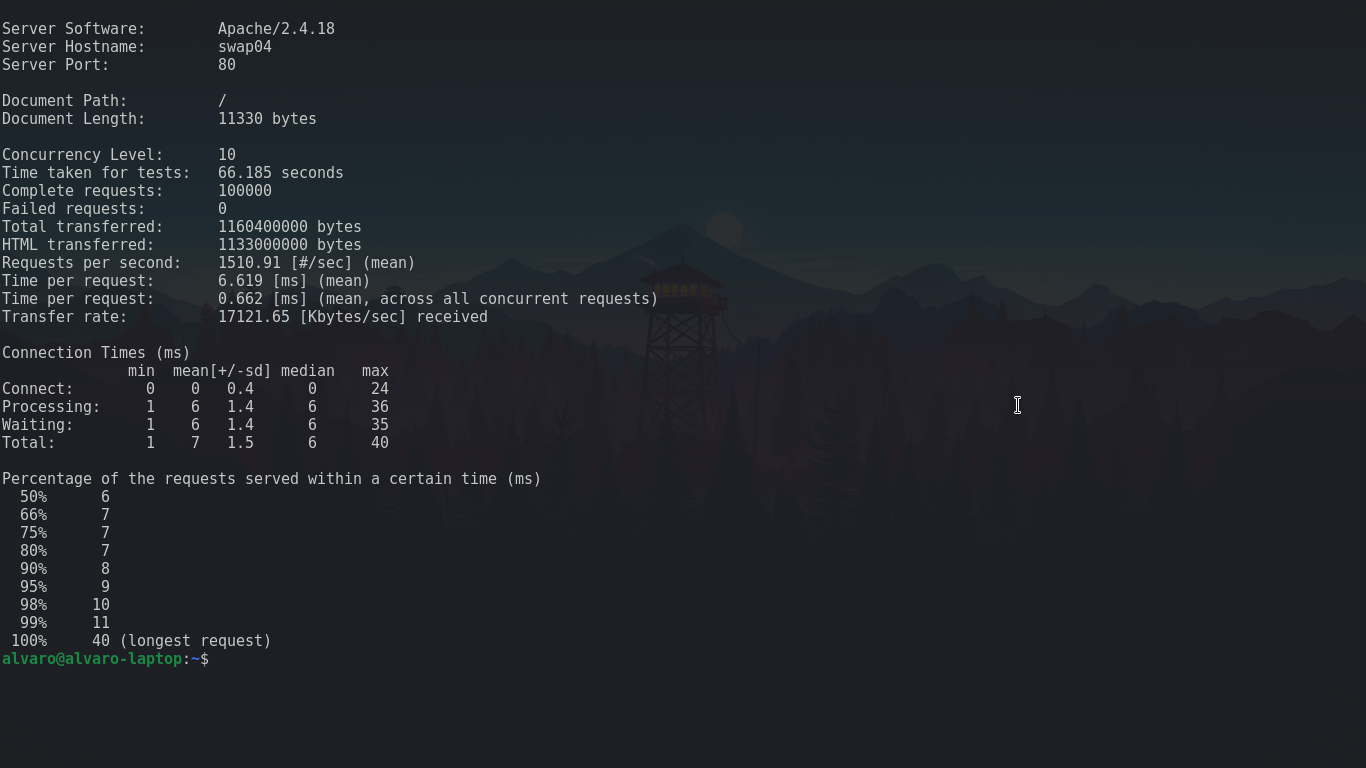 Server Software:        Apache/2.4.18
Server Hostname:        swap04
Server Port:            80

Document Path:          /
Document Length:        11330 bytes

Concurrency Level:      10
Time taken for tests:   66.185 seconds
Complete requests:      100000
Failed requests:        0
Total transferred:      1160400000 bytes
HTML transferred:       1133000000 bytes
Requests per second:    1510.91 [#/sec] (mean)
Time per request:       6.619 [ms] (mean)
Time per request:       0.662 [ms] (mean, across all concurrent requests)
Transfer rate:          17121.65 [Kbytes/sec] received

Connection Times (ms)
              min  mean[+/-sd] median   max
Connect:        0    0   0.4      0      24
Processing:     1    6   1.4      6      36
Waiting:        1    6   1.4      6      35
Total:          1    7   1.5      6      40

Percentage of the requests served within a certain time (ms)
  50%      6
  66%      7
  75%      7
  80%      7
  90%      8
  95%      9
  98%     10
  99%     11
 100%     40 (longest request)
alvaro@alvaro-laptop:~$